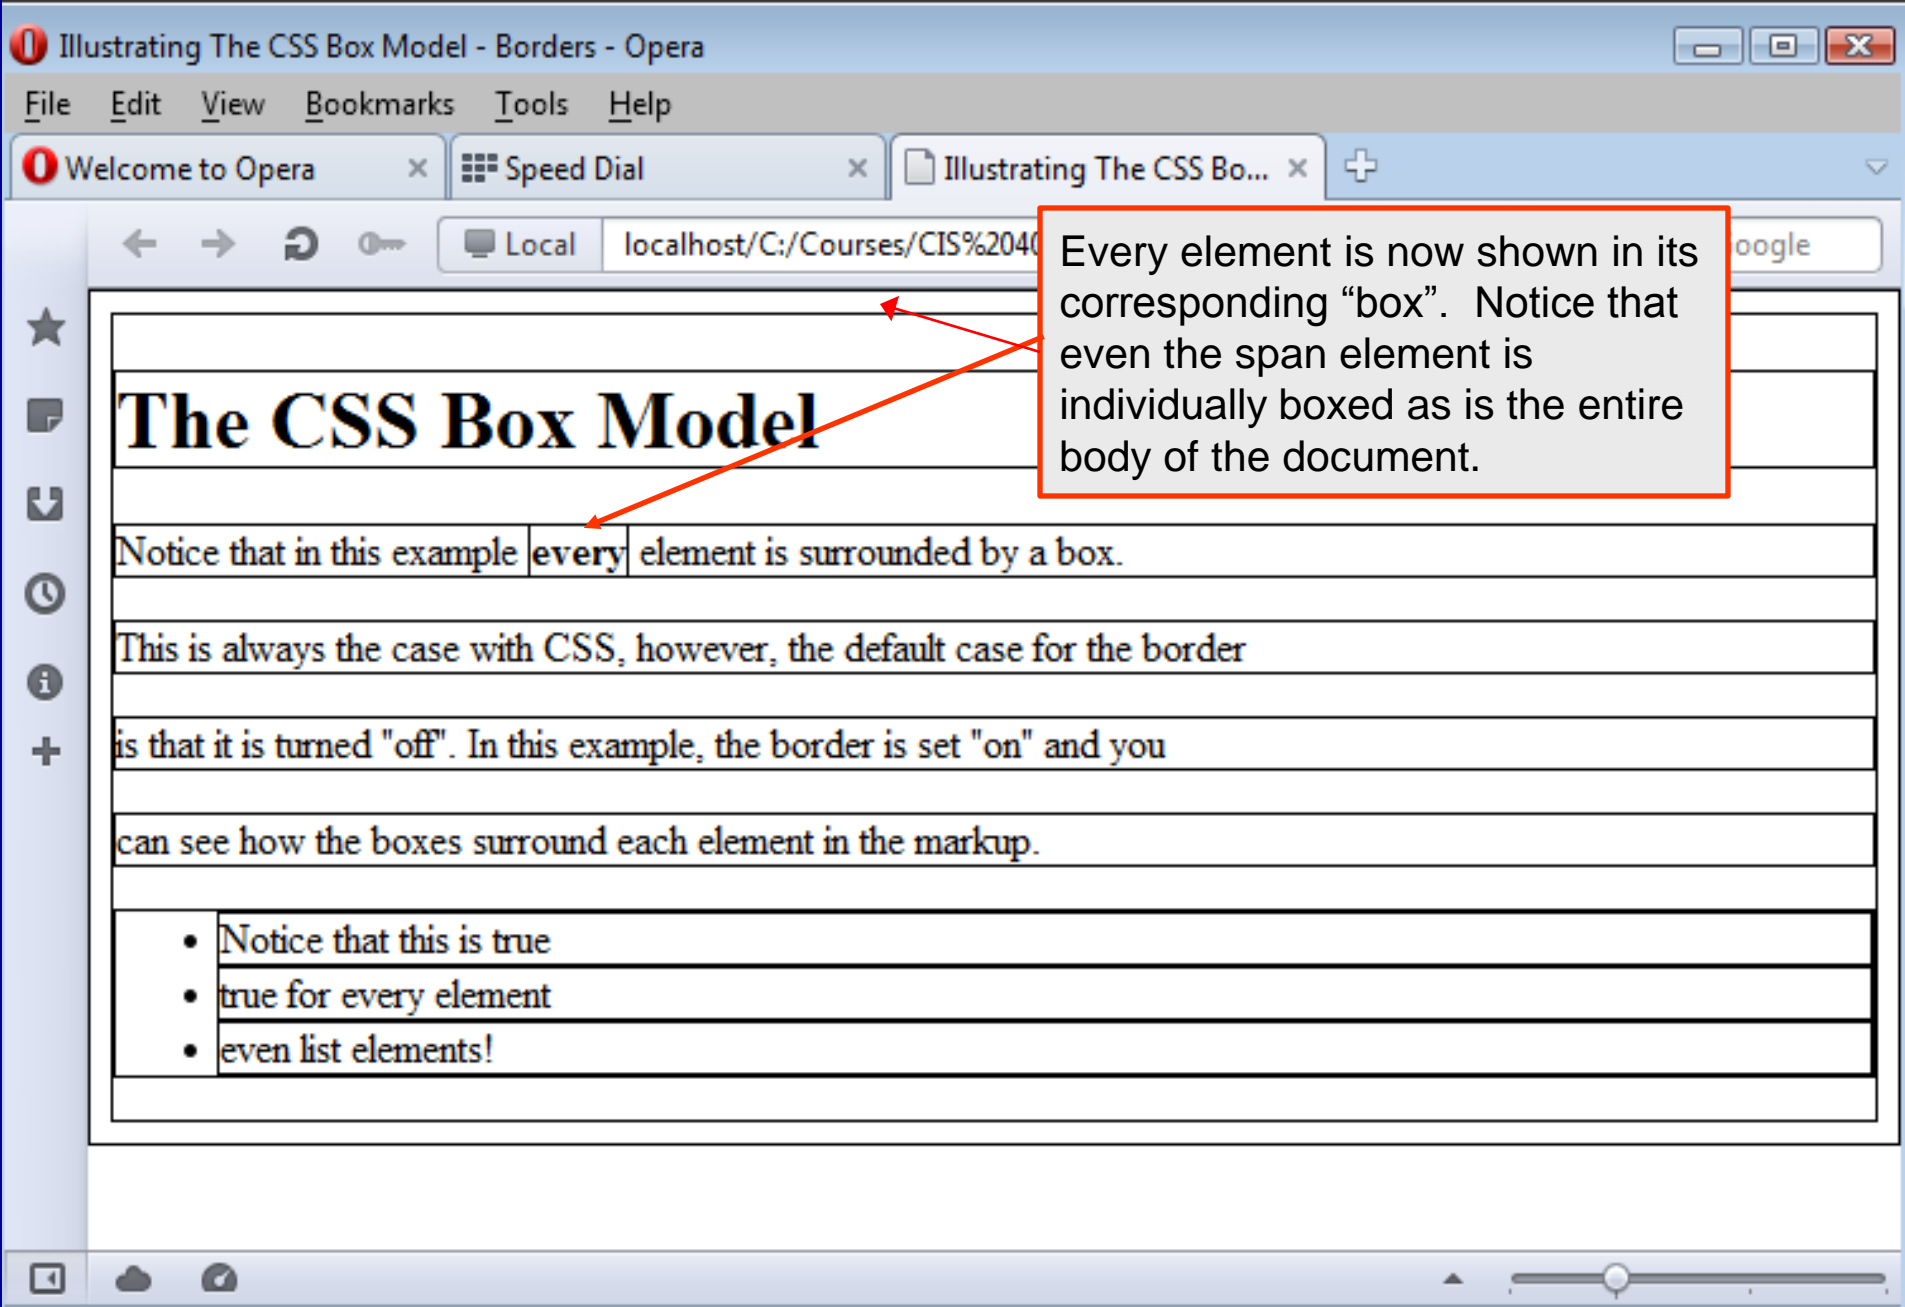 Illustrating The CSS Box Model - Borders - Opera
File Edit View Bookmarks Tools Help
Welcome to Opera
Speed Dial
Illustrating The CSS Bo...
Local
localhost/C:/Courses/CIS%204
oogle
Every element is now shown in its
corresponding “box”. Notice that
even the span element is
individually boxed as is the entire
body of the document.
The CSS Box Model
Notice that in this example every element is surrounded by a box.
This is always the case with CSS, however, the default case for the border
is that it is turned "off". In this example, the border is set "on" and you
can see how the boxes surround each element in the markup.
• Notice that this is true
• true for every element
• even list elements!